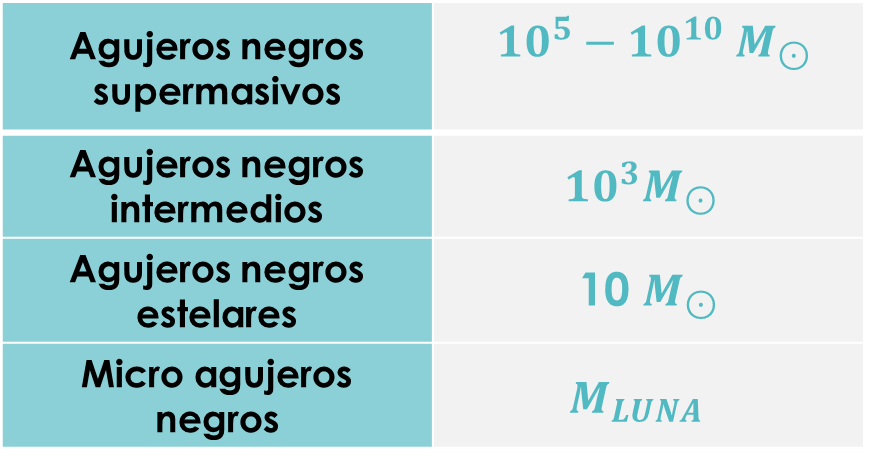 Agujeros negros
supermasivos
10⁵ − 10¹⁰ M☉
Agujeros negros
intermedios
10³M☉
Agujeros negros
estelares
10 M☉
Micro agujeros
negros
M_LUNA